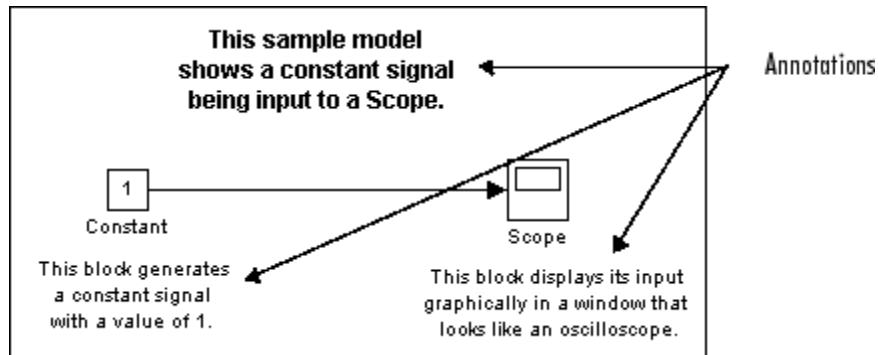 This sample model
shows a constant signal
being input to a Scope.
Annotations
1
Constant
Scope
This block generates
a constant signal
with a value of 1.
This block displays its input
graphically in a window that
looks like an oscilloscope.